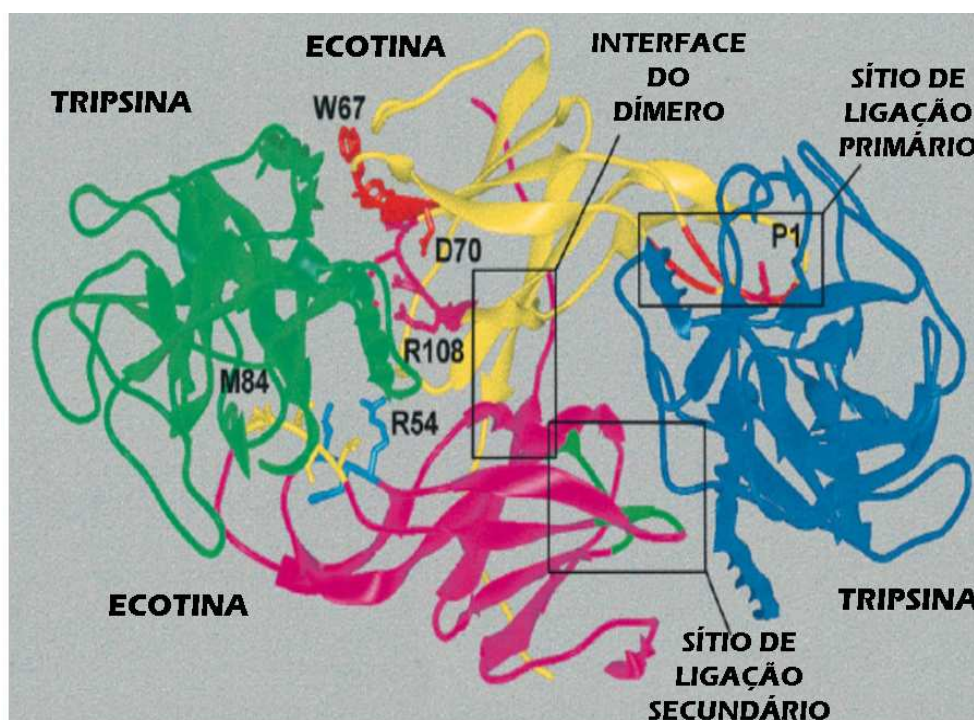 ECOTINA
INTERFACE
DO
DÍMERO
SÍTIO DE
LIGAÇÃO
PRIMÁRIO
TRIPSINA
W67
P1
D70
R108
M84
R54
ECOTINA
TRIPSINA
SÍTIO DE
LIGAÇÃO
SECUNDÁRIO